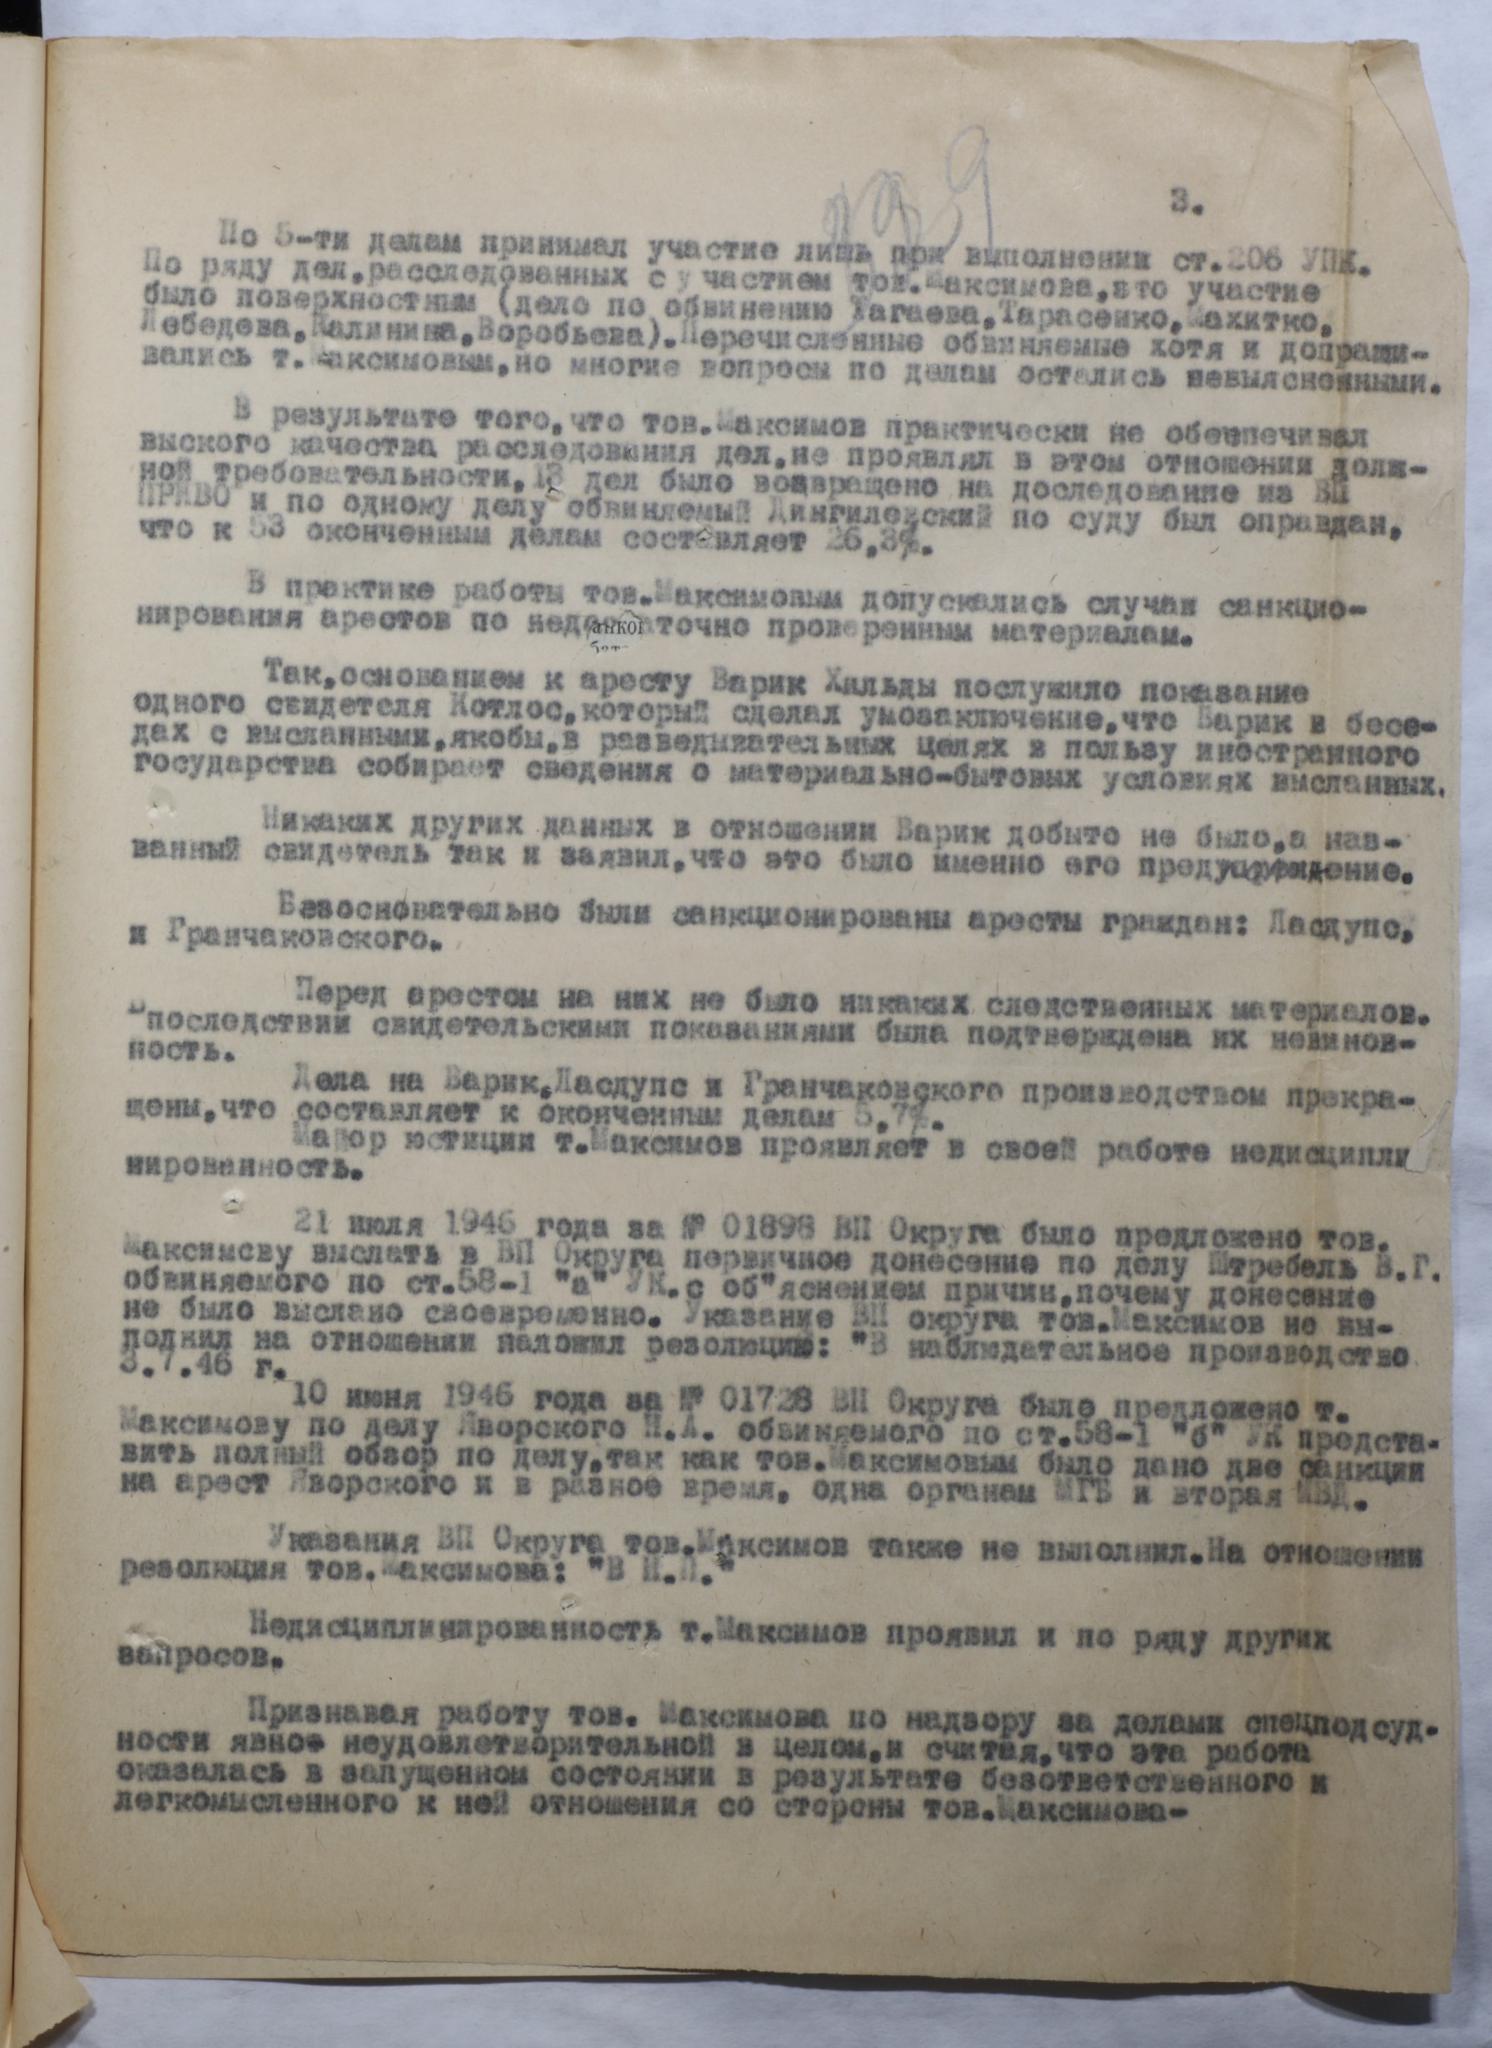 3.
По 5-ти делам принимал участие лишь при выполнении ст.206 УПК.
По ряду дел,расследованных с участием тов.Максимова,это участие
было поверхностным (дело по обвинению Тагаева,Тарасенко,Махитко,
Лебедева,Калинина,Воробьева).Перечисленные обвиняемые хотя и допраши-
вались т.Максимовым,но многие вопросы по делам остались невыясненными.
В результате того,что тов.Максимов практически не обеспечивал
выского качества расследования дел,не проявлял в этом отношении долж-
ной требовательности,13 дел было возвращено на доследование из ВП
ПРИВО и по одному делу обвиняемый Дингилевский по суду был оправдан,
что к 53 оконченным делам составляет 26,3%.
В практике работы тов.Максимовым допускались случаи санкцио-
нирования арестов по недостаточно проверенным материалам.
Так,основанием к аресту Варик Хильды послужило показание
одного свидетеля Котлос,который сделал умозаключение,что Варик в бесе-
дах с высланными,якобы,в разведывательных целях в пользу иностранного
государства собирает сведения о материально-бытовых условиях высланных.
Никаких других данных в отношении Варик добыто не было,а наз-
ванный свидетель так и заявил,что это было именно его предупреждение.
Безосновательно были санкционированы аресты граждан: Ласдупс,
и Гранчаковского.
Перед арестом на них не было никаких следственных материалов.
Впоследствии свидетельскими показаниями была подтверждена их невинов-
ность.
Дела на Варик,Ласдупс и Гранчаковского производством прекра-
щены,что составляет к оконченным делам 5,7%.
Майор юстиции т.Максимов проявляет в своей работе недисципли
нированность.
21 июля 1946 года за № 01898 ВП Округа было предложено тов.
Максимову выслать в ВП Округа первичное донесение по делу Штребель В.Г.
обвиняемого по ст.58-1 "а" УК.с об"яснением причин,почему донесение
не было выслано своевременно. Указание ВП округа тов.Максимов не вы-
полнил на отношении наложил резолюцию: "В наблюдательное производство
3.7.46 г.
10 июня 1946 года за № 01728 ВП Округа было предложено т.
Максимову по делу Яворского Н.А. обвиняемого по ст.58-1 "б" УК предста-
вить полный обзор по делу,так как тов.Максимовым было дано две санкции
на арест Яворского и в разное время, одна органам МГБ и вторая МВД.
Указания ВП Округа тов.Максимов также не выполнил.На отношении
резолюция тов.Максимова: "В Н.П."
Недисциплинированность т.Максимов проявил и по ряду других
запросов.
Признавая работу тов. Максимова по надзору за делами спецподсуд-
ности явно неудовлетворительной в целом,и считая,что эта работа
оказалась в запущенном состоянии в результате безответственного и
легкомысленного к ней отношения со стороны тов.Максимова-